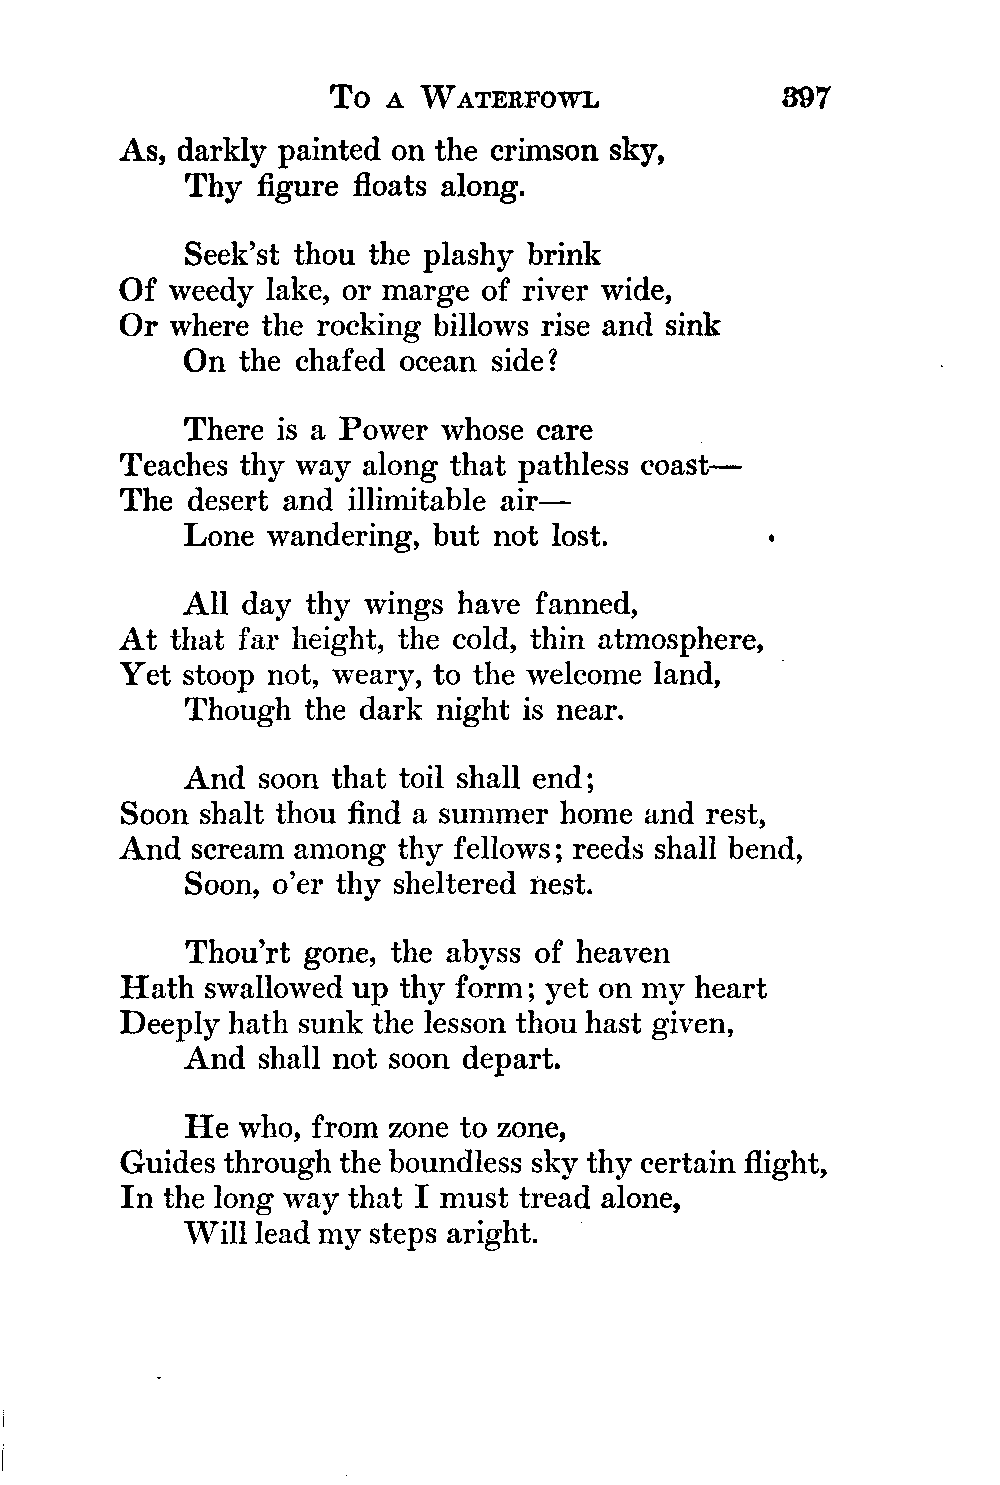 To a Waterfowl 397
As, darkly painted on the crimson sky,
Thy figure floats along.
Seek'st thou the plashy brink
Of weedy lake, or marge of river wide,
Or where the rocking billows rise and sink
On the chafed ocean side?
There is a Power whose care
Teaches thy way along that pathless coast—
The desert and illimitable air—
Lone wandering, but not lost.
All day thy wings have fanned,
At that far height, the cold, thin atmosphere,
Yet stoop not, weary, to the welcome land,
Though the dark night is near.
And soon that toil shall end;
Soon shalt thou find a summer home and rest,
And scream among thy fellows; reeds shall bend,
Soon, o'er thy sheltered nest.
Thou'rt gone, the abyss of heaven
Hath swallowed up thy form; yet on my heart
Deeply hath sunk the lesson thou hast given,
And shall not soon depart.
He who, from zone to zone,
Guides through the boundless sky thy certain flight,
In the long way that I must tread alone,
Will lead my steps aright.